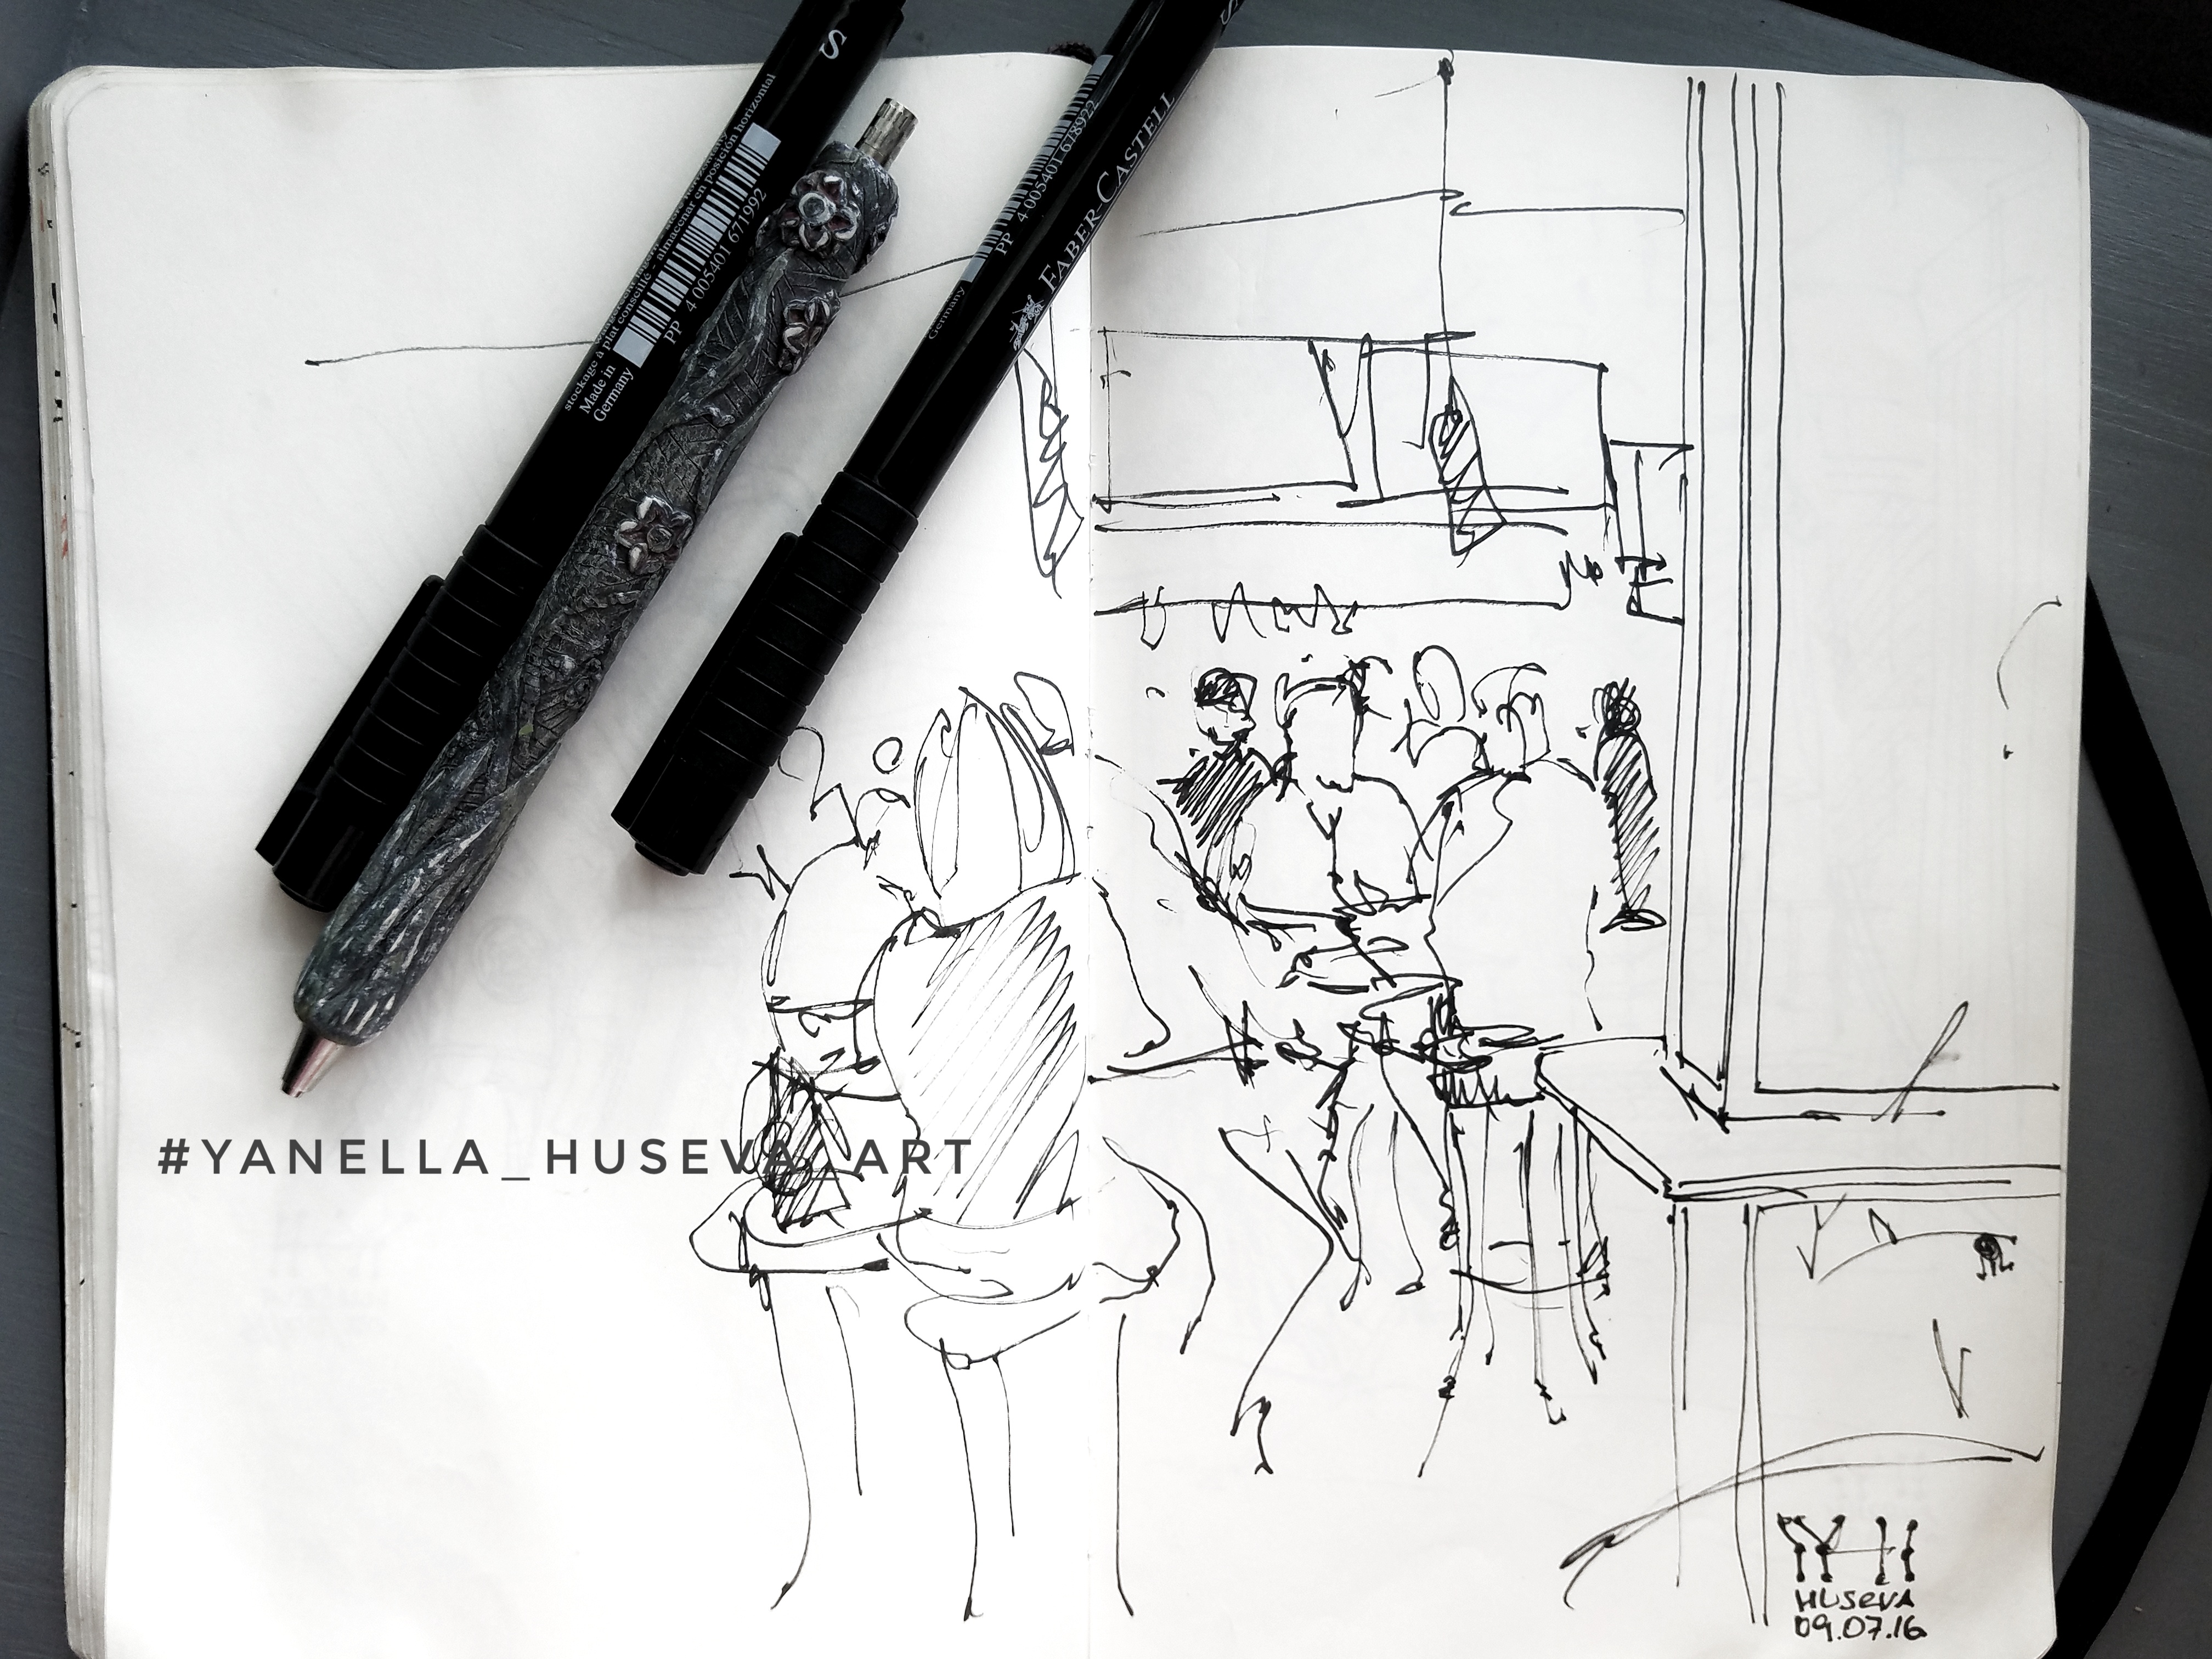 S
stockage à plat conseillé - almacenar en posición horizontal
Made in
Germany
PP 4 005401 671992
Germany
PP 4 005401 678922
FABER-CASTELL
#YANELLA_HUSEVA_ART
YH
HUSEVA
09.07.16